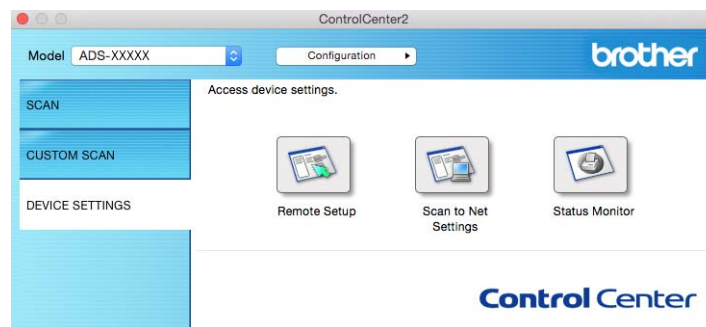 ControlCenter2
Model ADS-XXXXX Configuration brother
SCAN
CUSTOM SCAN
DEVICE SETTINGS
Access device settings.
Remote Setup
Scan to Net
Settings
Status Monitor
Control Center